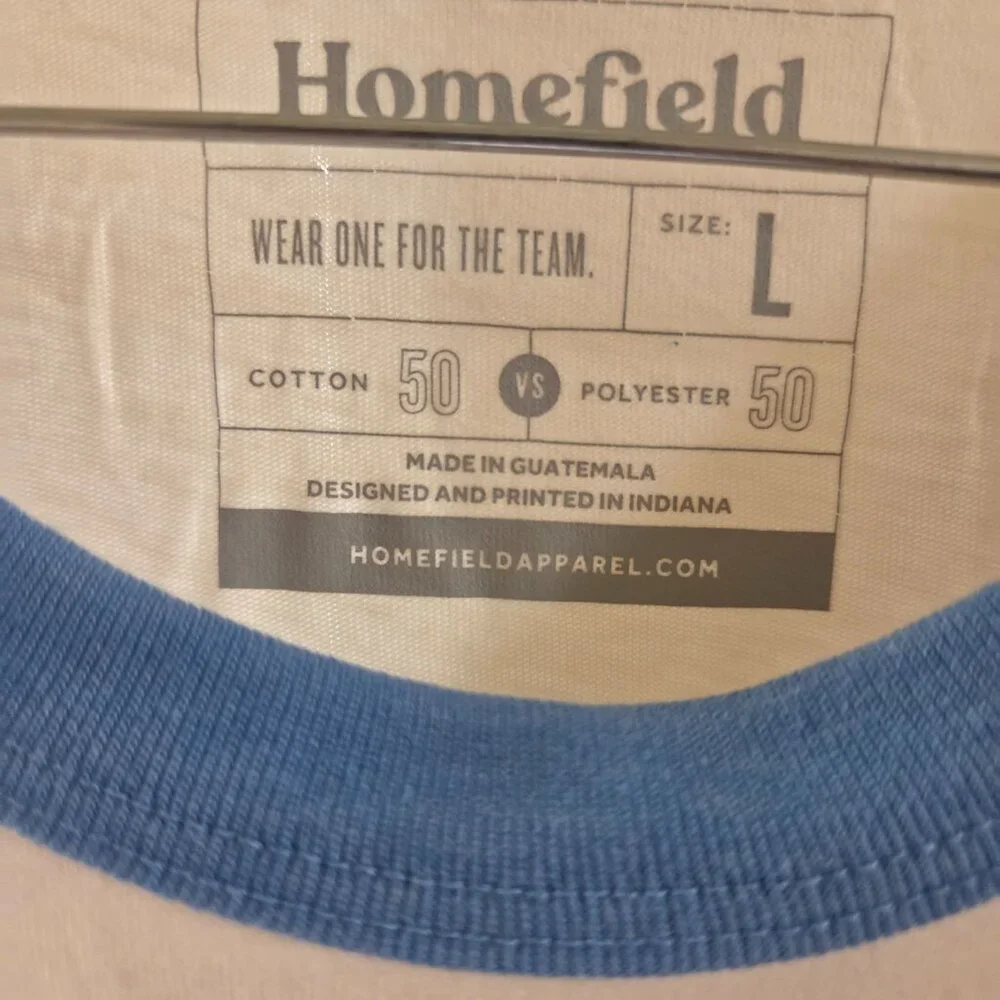 Homefield
WEAR ONE FOR THE TEAM.
SIZE: L
COTTON 50 VS POLYESTER 50
MADE IN GUATEMALA
DESIGNED AND PRINTED IN INDIANA
HOMEFIELDAPPAREL.COM